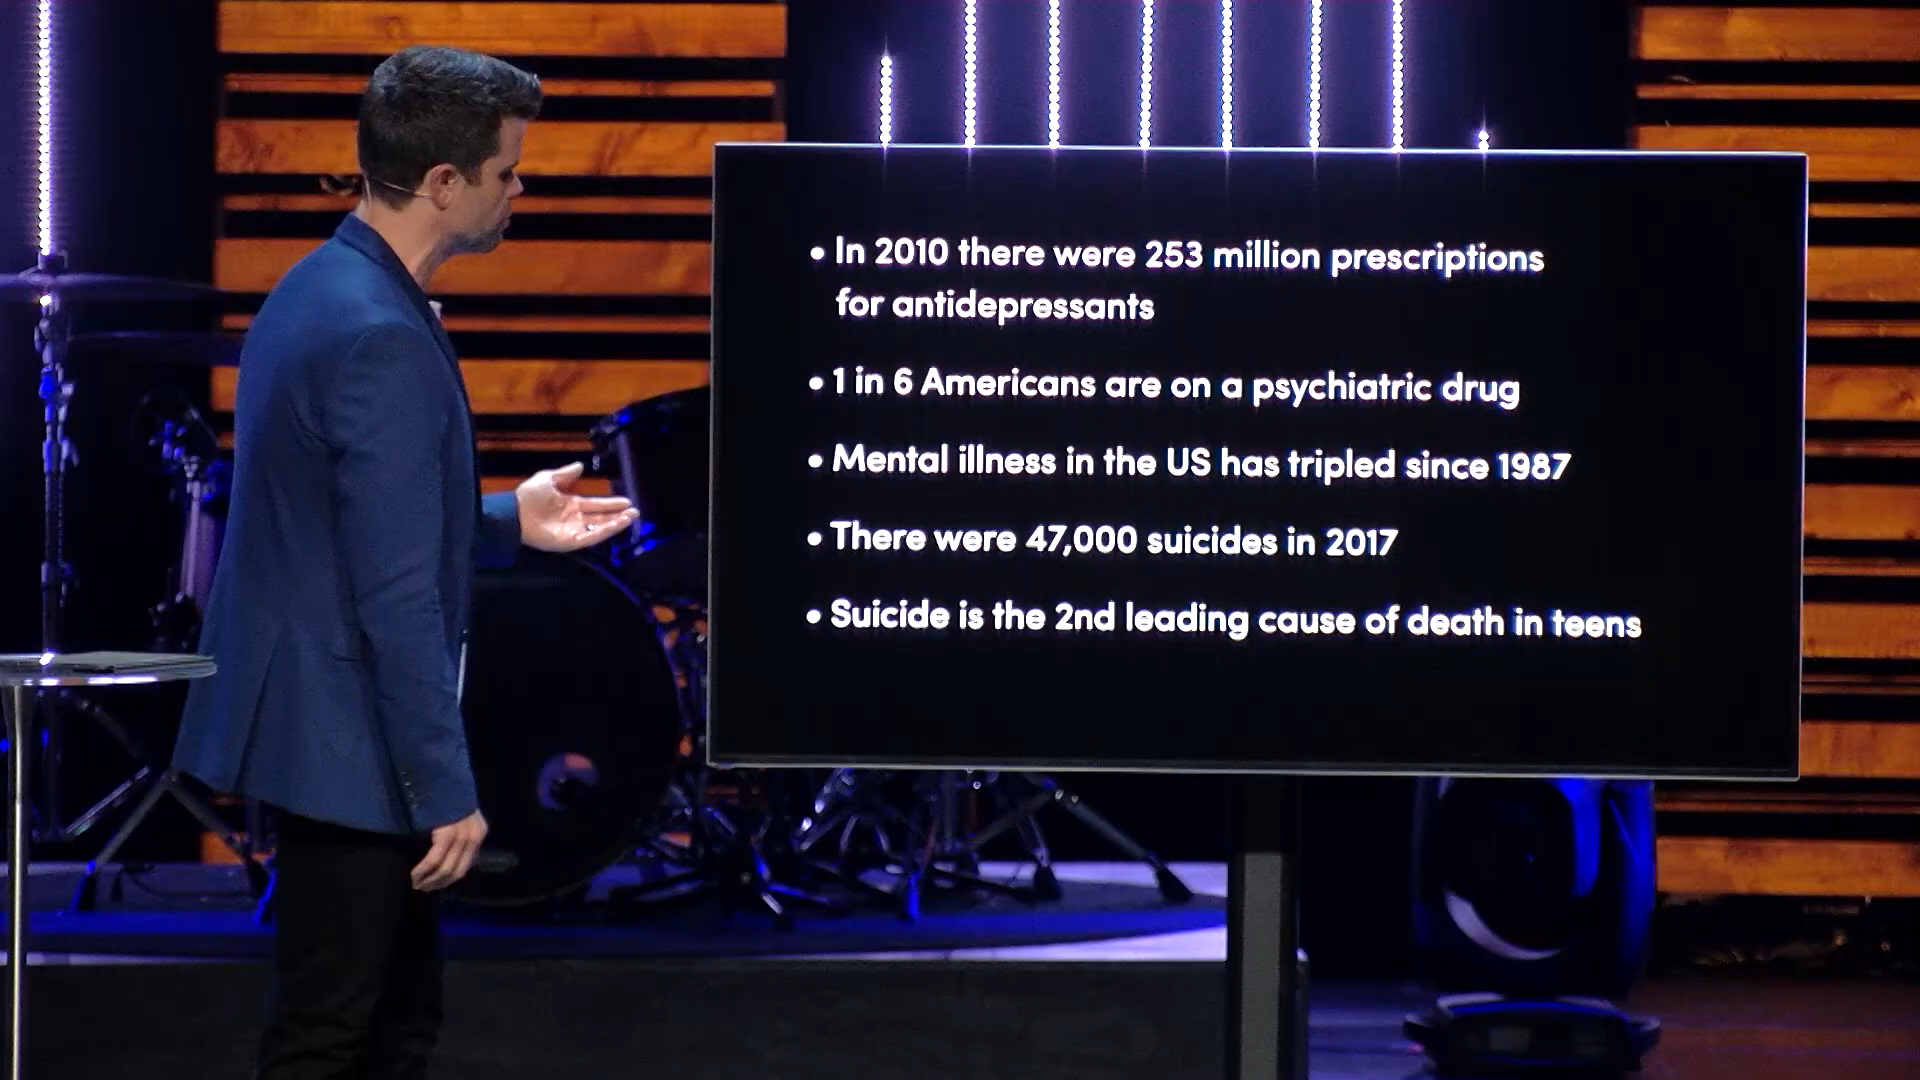 • In 2010 there were 253 million prescriptions
for antidepressants
• 1 in 6 Americans are on a psychiatric drug
• Mental illness in the US has tripled since 1987
• There were 47,000 suicides in 2017
• Suicide is the 2nd leading cause of death in teens